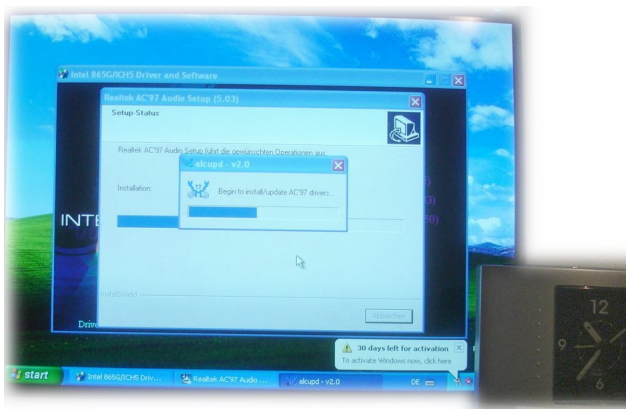 Intel 865G/ICH5 Driver and Software
Realtek AC'97 Audio Setup (5.03)
Setup-Status
Realtek AC'97 Audio Setup führt die gewünschten Operationen aus.
alcupd - v2.0
Installation:
Begin to install/update AC'97 drivers...
INTE
InstallShield
Abbrechen
Drive
30 days left for activation
To activate Windows now, click here.
start
Intel 865G/ICH5 Driv...
Realtek AC'97 Audio ...
alcupd - v2.0
DE
12
9
6